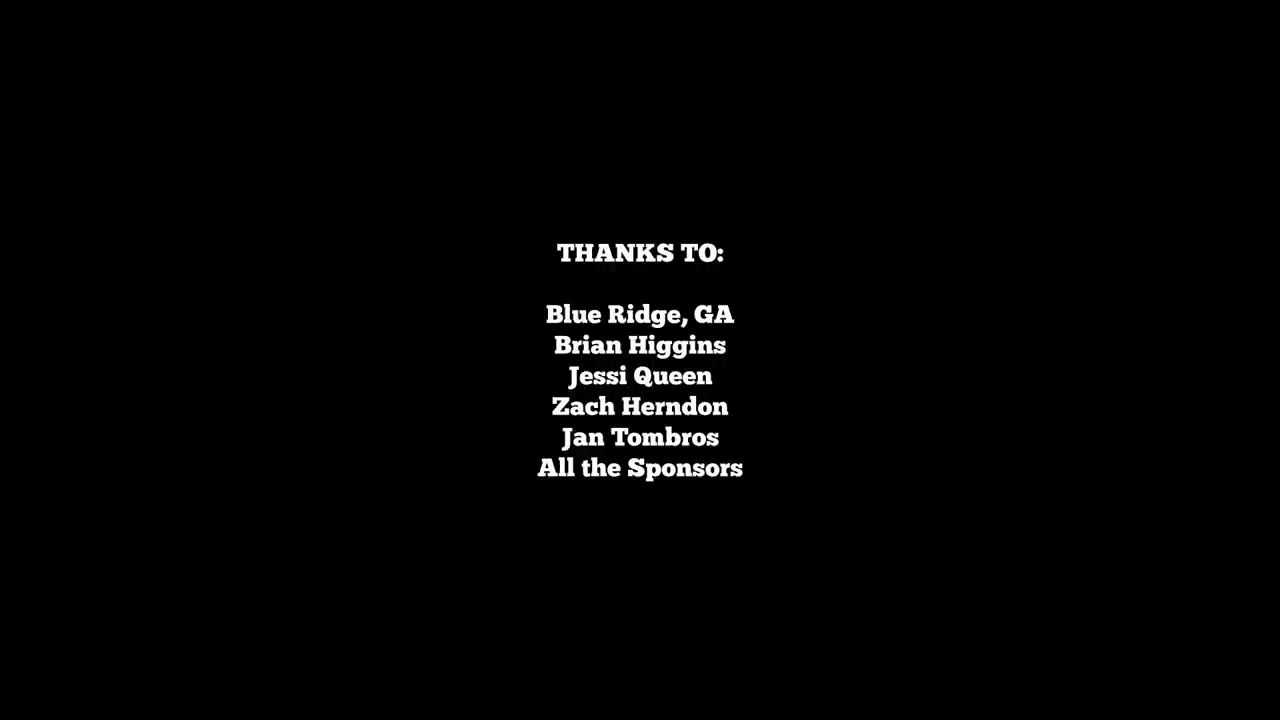 THANKS TO:
Blue Ridge, GA
Brian Higgins
Jessi Queen
Zach Herndon
Jan Tombros
All the Sponsors